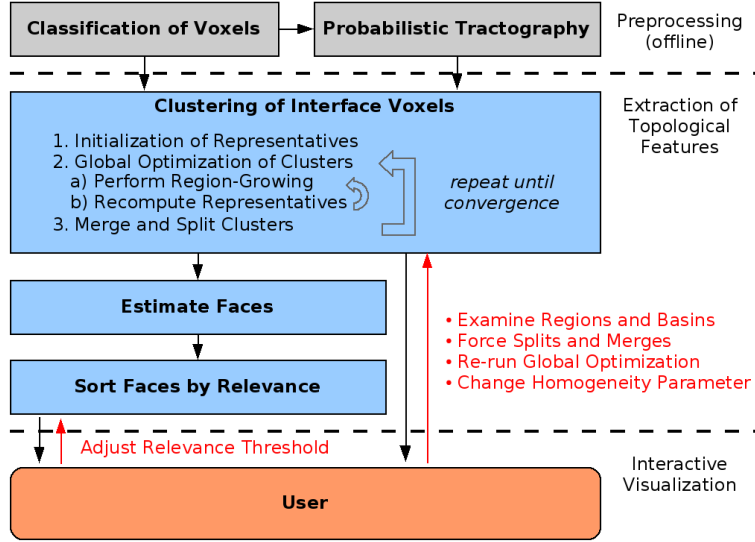 Classification of Voxels
Probabilistic Tractography
Preprocessing
(offline)
Clustering of Interface Voxels
1. Initialization of Representatives
2. Global Optimization of Clusters
a) Perform Region-Growing
b) Recompute Representatives
3. Merge and Split Clusters
repeat until
convergence
Extraction of
Topological
Features
Estimate Faces
Sort Faces by Relevance
• Examine Regions and Basins
• Force Splits and Merges
• Re-run Global Optimization
• Change Homogeneity Parameter
Adjust Relevance Threshold
User
Interactive
Visualization